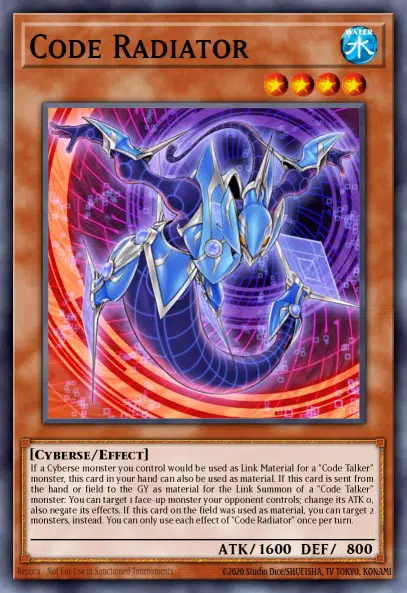 Code Radiator
WATER
水
[Cyberse/Effect]
If a Cyberse monster you control would be used as Link Material for a "Code Talker"
monster, this card in your hand can also be used as material. If this card is sent from
the hand or field to the GY as material for the Link Summon of a "Code Talker"
monster: You can target 1 face-up monster your opponent controls; change its ATK 0,
also negate its effects. If this card on the field was used as material, you can target 2
monsters, instead. You can only use each effect of "Code Radiator" once per turn.
ATK/1600 DEF/ 800
Replica - Not For Use in Sanctioned Tournaments.
©2020 Studio Dice/SHUEISHA, TV TOKYO, KONAMI